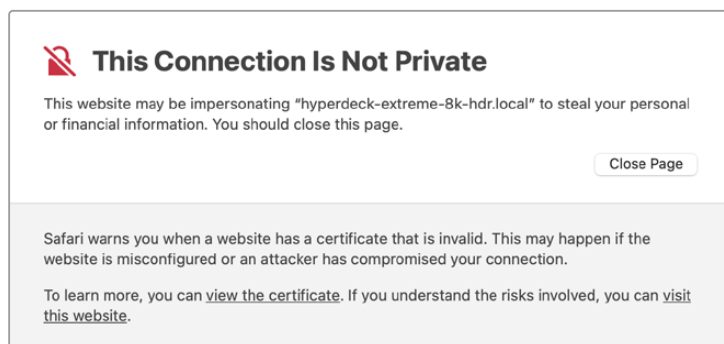 This Connection Is Not Private
This website may be impersonating “hyperdeck-extreme-8k-hdr.local” to steal your personal
or financial information. You should close this page.
Close Page
Safari warns you when a website has a certificate that is invalid. This may happen if the
website is misconfigured or an attacker has compromised your connection.
To learn more, you can view the certificate. If you understand the risks involved, you can visit
this website.